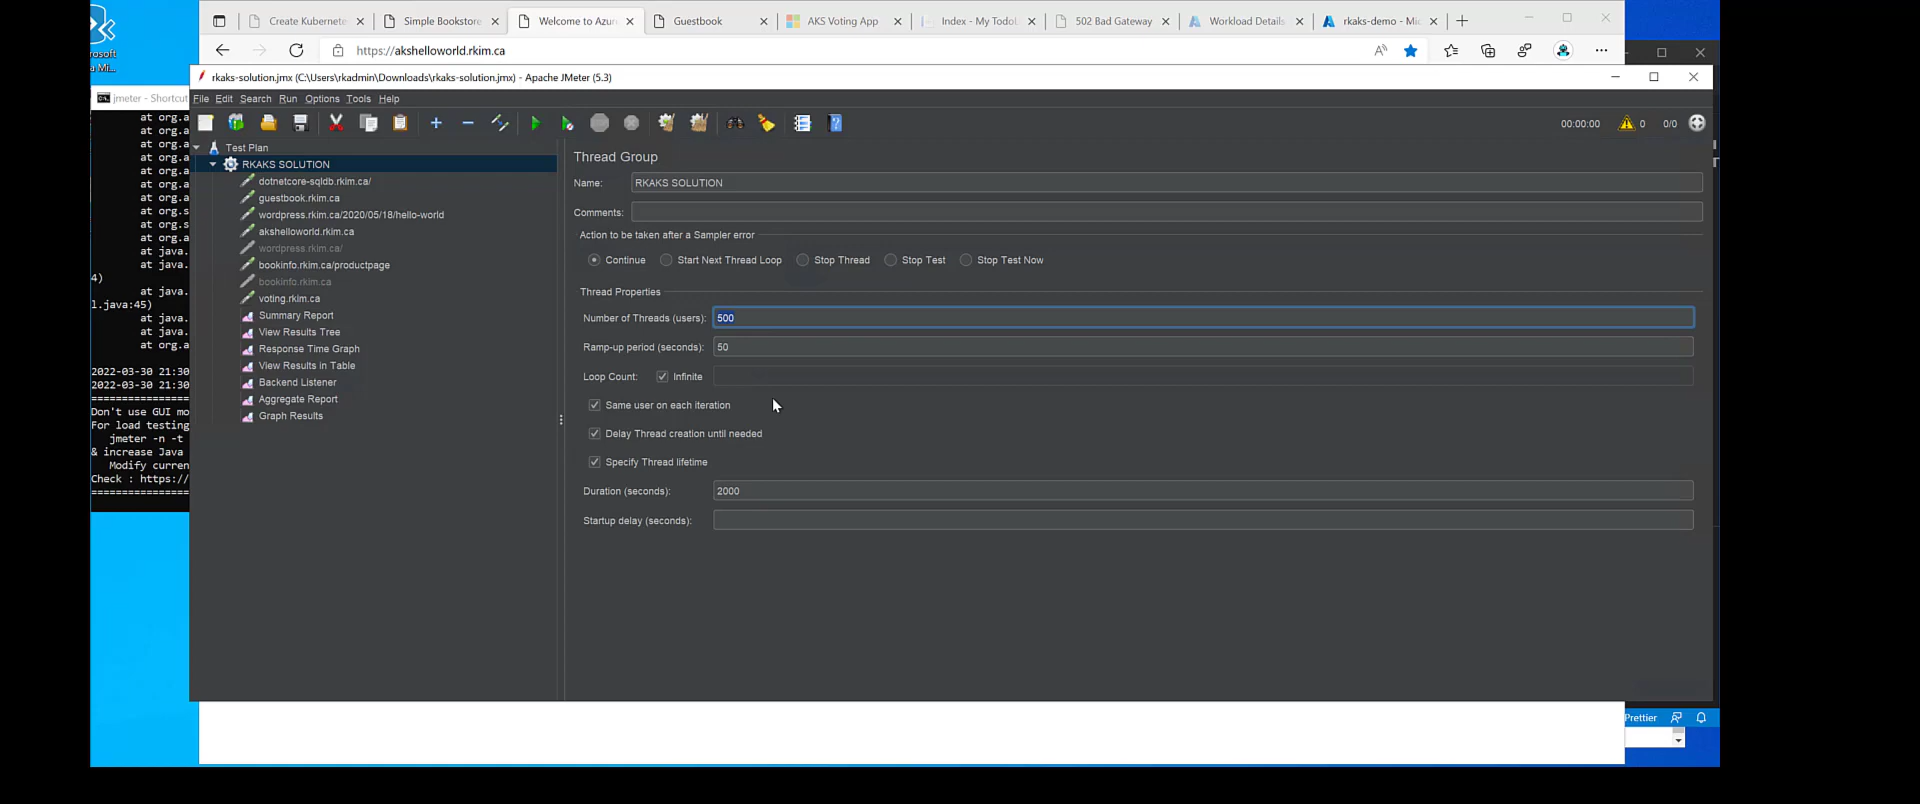 Create Kubernete
Simple Bookstore
Welcome to Azur
Guestbook
AKS Voting App
Index - My TodoL
502 Bad Gateway
Workload Details
rkaks-demo - Mic
https://akshelloworld.rkim.ca
rosoft
a Mi...
jmeter - Shortcut
rkaks-solution.jmx (C:\Users\rkadmin\Downloads\rkaks-solution.jmx) - Apache JMeter (5.3)
File Edit Search Run Options Tools Help
00:00:00
0
0/0
at org.a
at org.a
at org.a
at org.a
at org.a
at org.a
at org.a
at org.s
at org.a
at org.a
at java.
at java.
4)
at java.
l.java:45)
at java.
at org.a
at org.a
2022-03-30 21:30
2022-03-30 21:30
================
Don't use GUI mo
For load testing
jmeter -n -t
& increase Java
Modify curren
Check : https://
================
Test Plan
RKAKS SOLUTION
dotnetcore-sqldb.rkim.ca/
guestbook.rkim.ca
wordpress.rkim.ca/2020/05/18/hello-world
akshelloworld.rkim.ca
wordpress.rkim.ca/
bookinfo.rkim.ca/productpage
bookinfo.rkim.ca
voting.rkim.ca
Summary Report
View Results Tree
Response Time Graph
View Results in Table
Backend Listener
Aggregate Report
Graph Results
Thread Group
Name: RKAKS SOLUTION
Comments:
Action to be taken after a Sampler error
Continue Start Next Thread Loop Stop Thread Stop Test Stop Test Now
Thread Properties
Number of Threads (users): 500
Ramp-up period (seconds): 50
Loop Count: Infinite
Same user on each iteration
Delay Thread creation until needed
Specify Thread lifetime
Duration (seconds): 2000
Startup delay (seconds):
Prettier